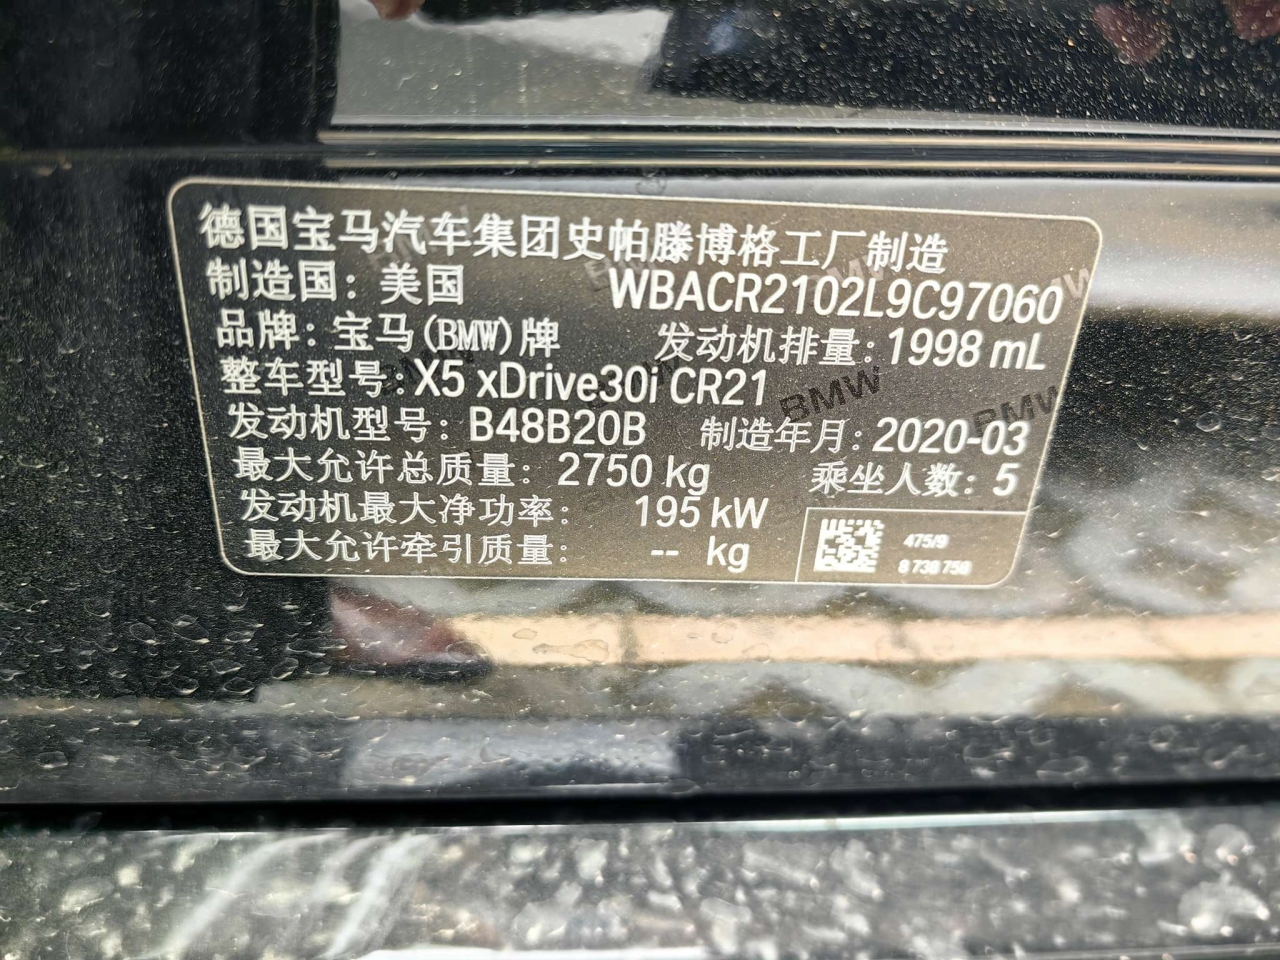 德国宝马汽车集团史帕滕博格工厂制造
制造国：美国 WBACR2102L9C97060
品牌：宝马(BMW)牌 发动机排量：1998 mL
整车型号：X5 xDrive30i CR21
发动机型号：B48B20B 制造年月：2020-03
最大允许总质量：2750 kg 乘坐人数：5
发动机最大净功率： 195 kW
最大允许牵引质量： -- kg
475/9
8 738 758
BMW
BMW